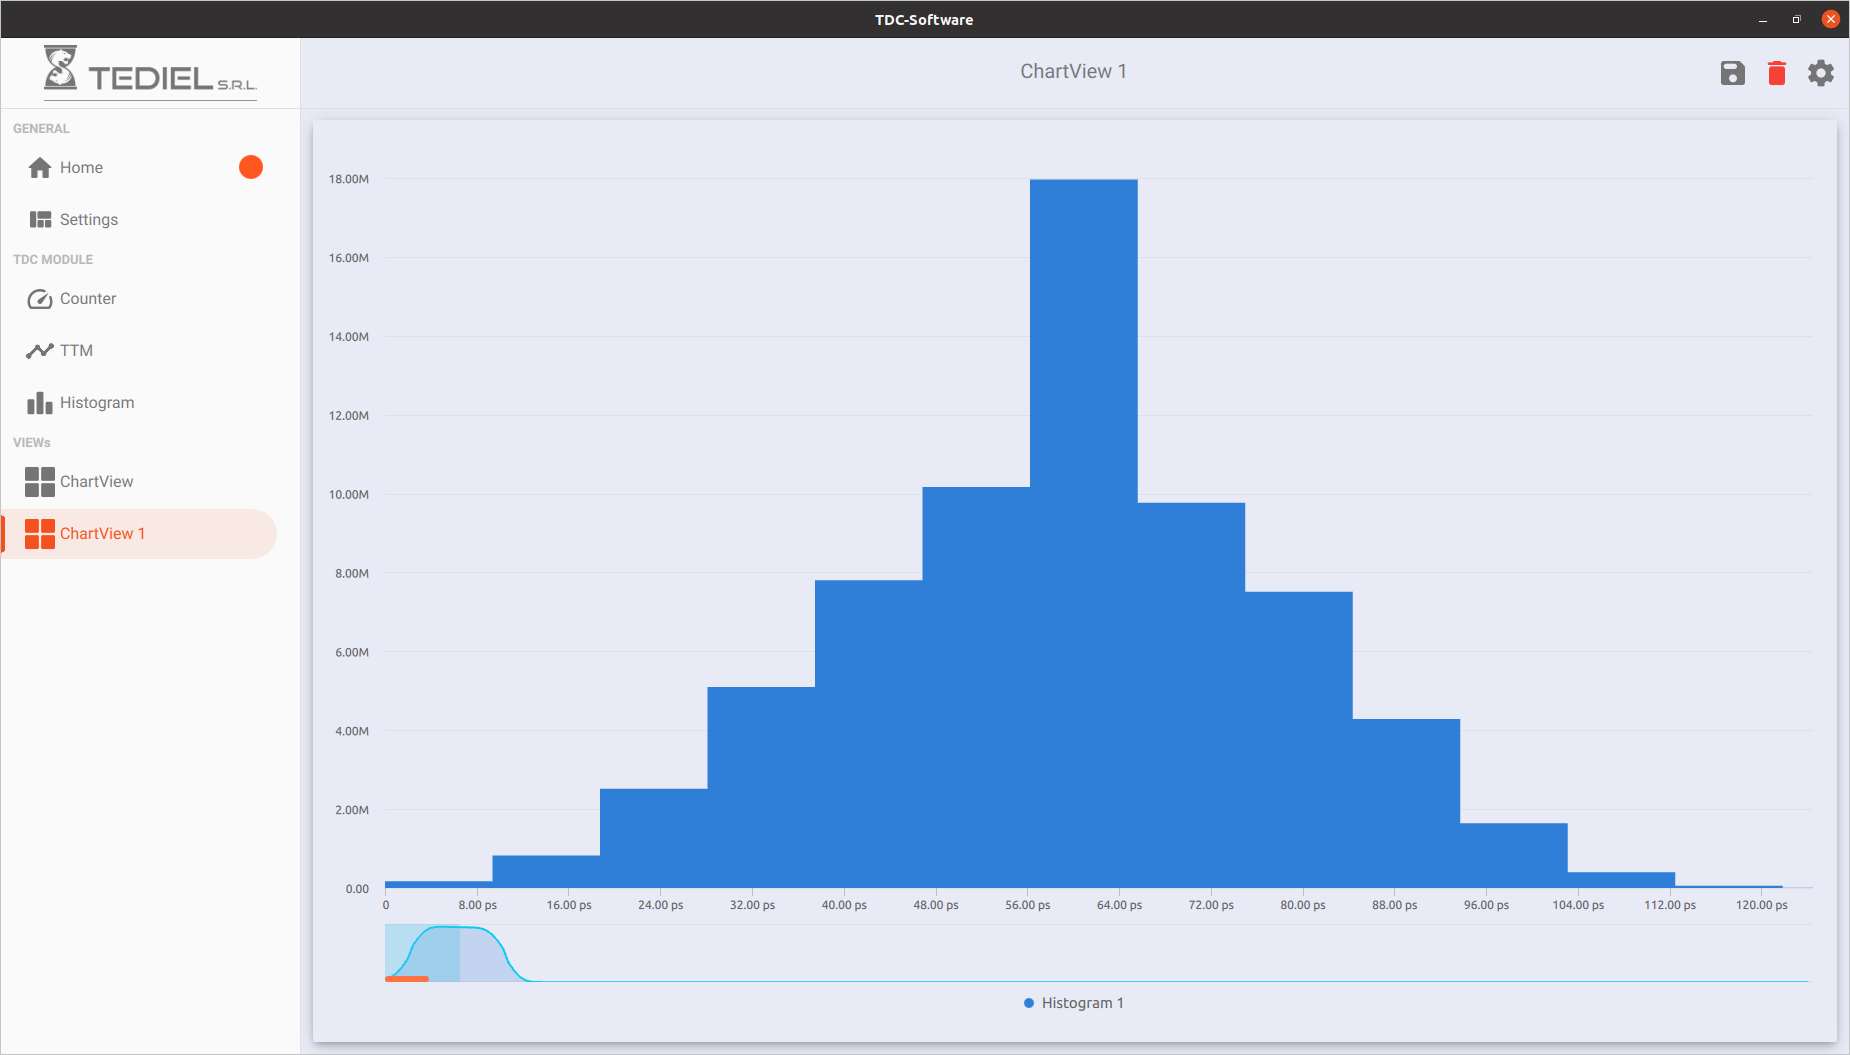 TDC-Software
TEDIEL S.R.L.
ChartView 1
GENERAL
Home
Settings
TDC MODULE
Counter
TTM
Histogram
VIEWs
ChartView
ChartView 1
18.00M
16.00M
14.00M
12.00M
10.00M
8.00M
6.00M
4.00M
2.00M
0.00
0 8.00 ps 16.00 ps 24.00 ps 32.00 ps 40.00 ps 48.00 ps 56.00 ps 64.00 ps 72.00 ps 80.00 ps 88.00 ps 96.00 ps 104.00 ps 112.00 ps 120.00 ps
Histogram 1